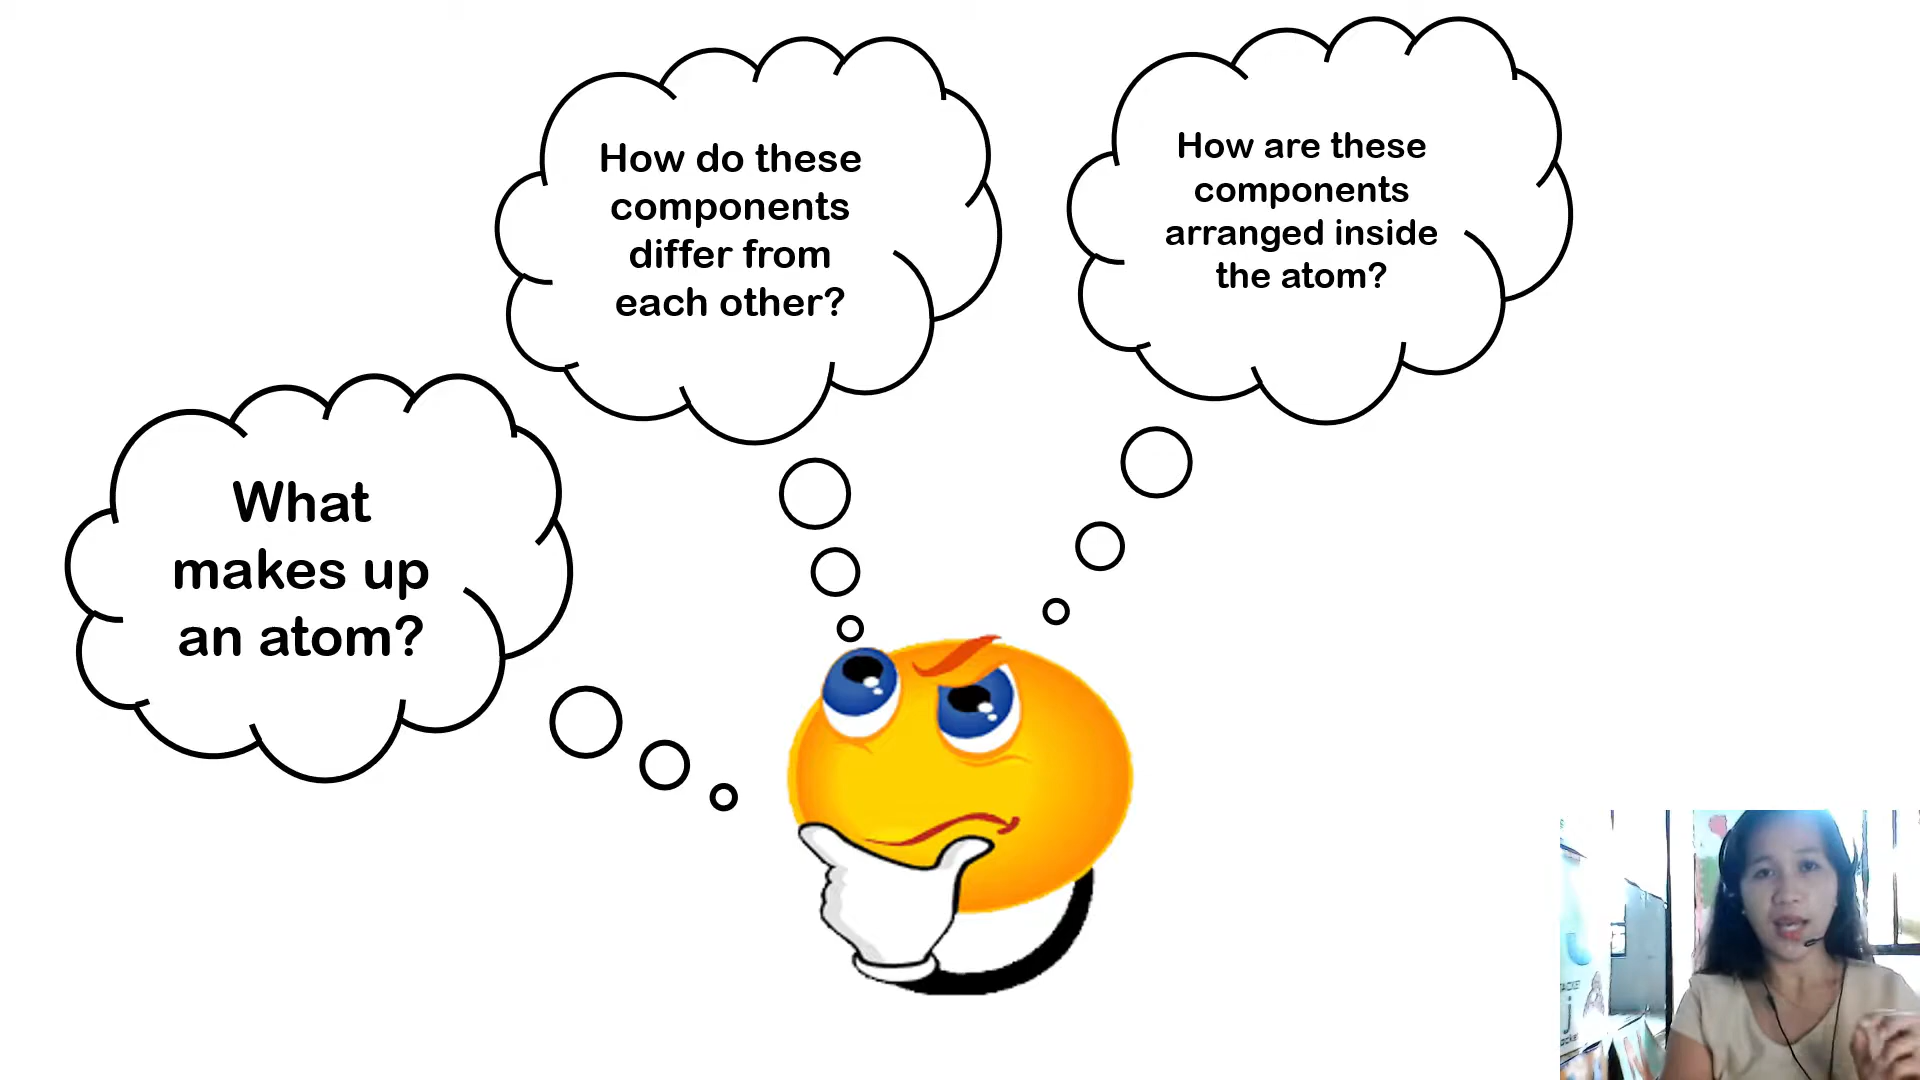 What
makes up
an atom?
How do these
components
differ from
each other?
How are these
components
arranged inside
the atom?